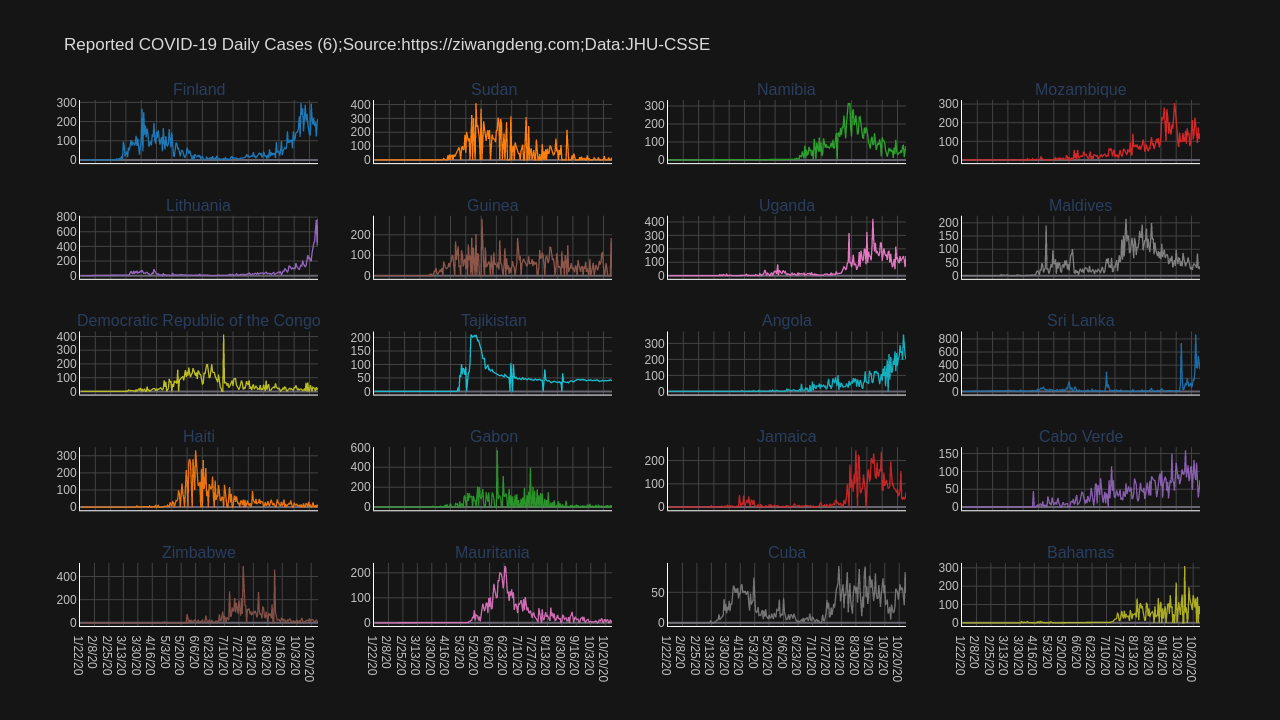 Reported COVID-19 Daily Cases (6);Source:https://ziwangdeng.com;Data:JHU-CSSE
Finland Sudan Namibia Mozambique
300 200 100 0
400 300 200 100 0
300 200 100 0
300 200 100 0
Lithuania Guinea Uganda Maldives
800 600 400 200 0
200 100 0
400 300 200 100 0
200 150 100 50 0
Democratic Republic of the Congo Tajikistan Angola Sri Lanka
400 300 200 100 0
200 150 100 50 0
300 200 100 0
800 600 400 200 0
Haiti Gabon Jamaica Cabo Verde
300 200 100 0
600 400 200 0
200 100 0
150 100 50 0
Zimbabwe Mauritania Cuba Bahamas
400 200 0
200 100 0
50 0
300 200 100 0
1/22/20 2/8/20 2/25/20 3/13/20 3/30/20 4/16/20 5/3/20 5/20/20 6/6/20 6/23/20 7/10/20 7/27/20 8/13/20 8/30/20 9/16/20 10/3/20 10/20/20
1/22/20 2/8/20 2/25/20 3/13/20 3/30/20 4/16/20 5/3/20 5/20/20 6/6/20 6/23/20 7/10/20 7/27/20 8/13/20 8/30/20 9/16/20 10/3/20 10/20/20
1/22/20 2/8/20 2/25/20 3/13/20 3/30/20 4/16/20 5/3/20 5/20/20 6/6/20 6/23/20 7/10/20 7/27/20 8/13/20 8/30/20 9/16/20 10/3/20 10/20/20
1/22/20 2/8/20 2/25/20 3/13/20 3/30/20 4/16/20 5/3/20 5/20/20 6/6/20 6/23/20 7/10/20 7/27/20 8/13/20 8/30/20 9/16/20 10/3/20 10/20/20